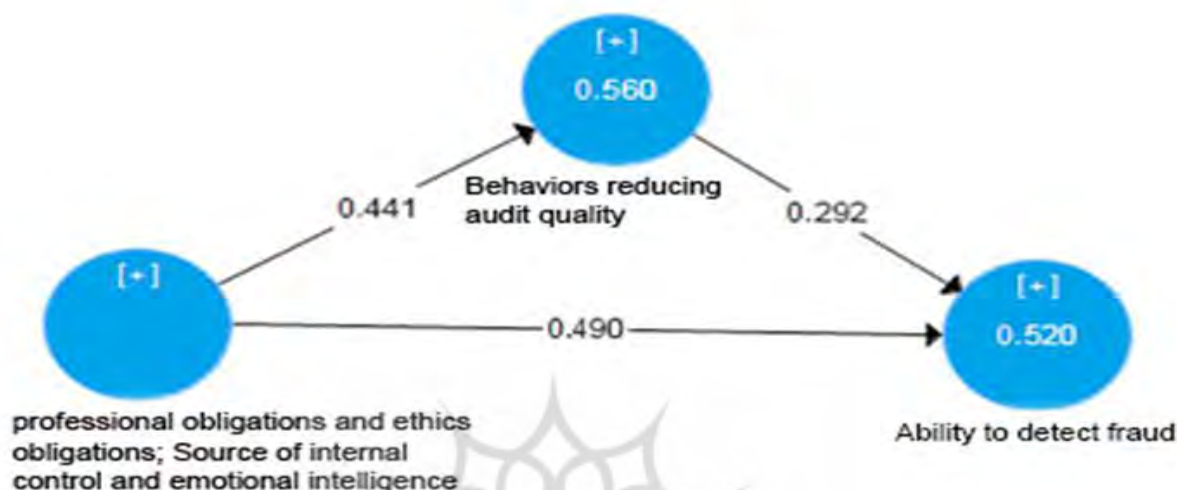 [+]
0.560
Behaviors reducing
audit quality
0.441
0.292
[+]
[+]
0.490
0.520
professional obligations and ethics
obligations; Source of internal
control and emotional intelligence
Ability to detect fraud